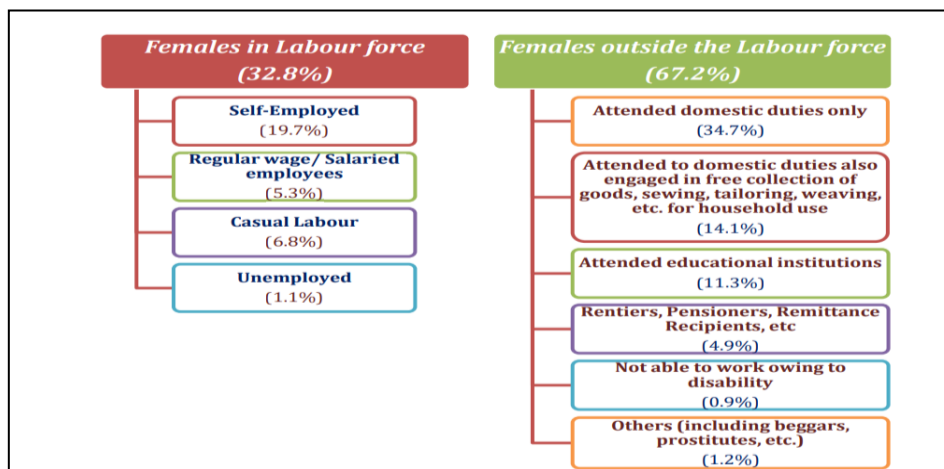 Females in Labour force
(32.8%)
Self-Employed
(19.7%)
Regular wage/ Salaried
employees
(5.3%)
Casual Labour
(6.8%)
Unemployed
(1.1%)
Females outside the Labour force
(67.2%)
Attended domestic duties only
(34.7%)
Attended to domestic duties also
engaged in free collection of
goods, sewing, tailoring, weaving,
etc. for household use
(14.1%)
Attended educational institutions
(11.3%)
Rentiers, Pensioners, Remittance
Recipients, etc
(4.9%)
Not able to work owing to
disability
(0.9%)
Others (including beggars,
prostitutes, etc.)
(1.2%)